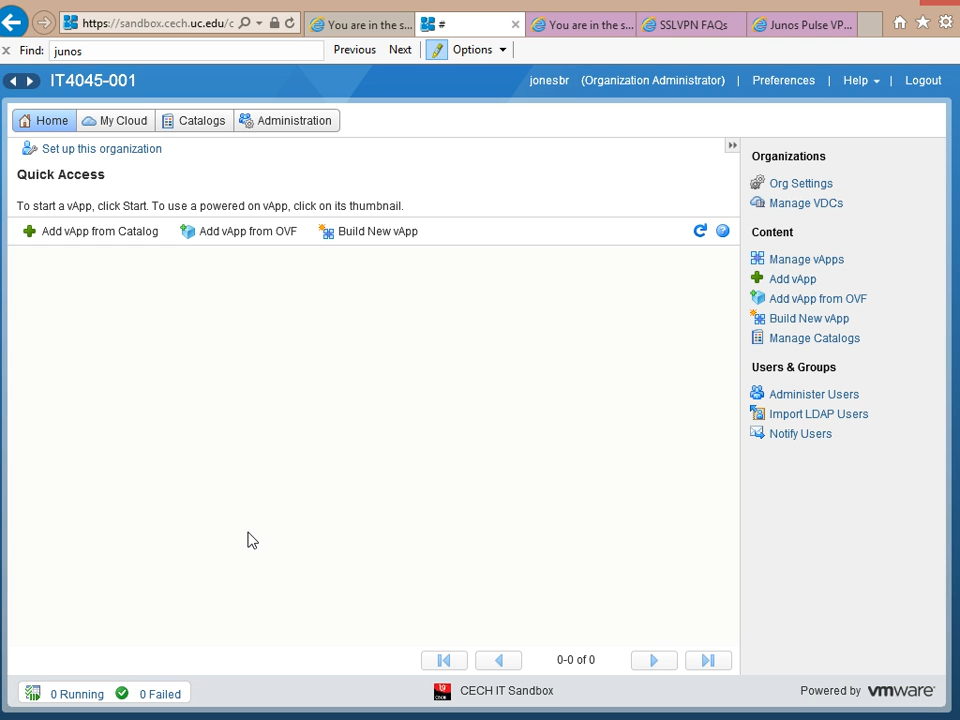 https://sandbox.cech.uc.edu/c
You are in the s...
#
You are in the s...
SSLVPN FAQs
Junos Pulse VP...
Find: junos
Previous
Next
Options
IT4045-001
jonesbr (Organization Administrator) | Preferences | Help | Logout
Home
My Cloud
Catalogs
Administration
Set up this organization
Quick Access
To start a vApp, click Start. To use a powered on vApp, click on its thumbnail.
Add vApp from Catalog
Add vApp from OVF
Build New vApp
0-0 of 0
Organizations
Org Settings
Manage VDCs
Content
Manage vApps
Add vApp
Add vApp from OVF
Build New vApp
Manage Catalogs
Users & Groups
Administer Users
Import LDAP Users
Notify Users
0 Running
0 Failed
CECH IT Sandbox
Powered by vmware